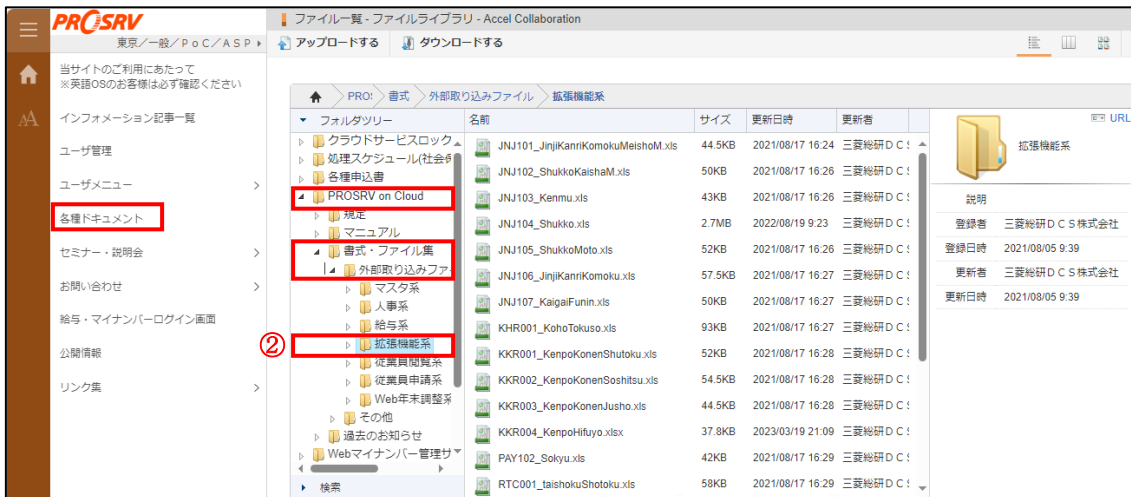 PROSRV
東京／一般／ＰｏＣ／ＡＳＰ
当サイトのご利用にあたって
※英語OSのお客様は必ず確認ください
インフォメーション記事一覧
ユーザ管理
ユーザメニュー
各種ドキュメント
セミナー・説明会
お問い合わせ
給与・マイナンバーログイン画面
公開情報
リンク集
ファイル一覧 - ファイルライブラリ - Accel Collaboration
アップロードする ダウンロードする
PRO: 書式 外部取り込みファイル 拡張機能系
フォルダツリー
クラウドサービスロック
処理スケジュール(社会
各種申込書
PROSRV on Cloud
規定
マニュアル
書式・ファイル集
外部取り込みファ
マスタ系
人事系
給与系
②
拡張機能系
従業員閲覧系
従業員申請系
Web年末調整系
その他
過去のお知らせ
Webマイナンバー管理サ
検索
名前 サイズ 更新日時 更新者
JNJ101_JinjiKanriKomokuMeishoM.xls 44.5KB 2021/08/17 16:24 三菱総研ＤＣ
JNJ102_ShukkoKaishaM.xls 50KB 2021/08/17 16:26 三菱総研ＤＣ
JNJ103_Kenmu.xls 43KB 2021/08/17 16:26 三菱総研ＤＣ
JNJ104_Shukko.xls 2.7MB 2022/08/19 9:23 三菱総研ＤＣ
JNJ105_ShukkoMoto.xls 52KB 2021/08/17 16:26 三菱総研ＤＣ
JNJ106_JinjiKanriKomoku.xls 57.5KB 2021/08/17 16:27 三菱総研ＤＣ
JNJ107_KaigaiFunin.xls 50KB 2021/08/17 16:27 三菱総研ＤＣ
KHR001_KohoTokuso.xls 93KB 2021/08/17 16:27 三菱総研ＤＣ
KKR001_KenpoKonenShutoku.xls 52KB 2021/08/17 16:28 三菱総研ＤＣ
KKR002_KenpoKonenSoshitsu.xls 54.5KB 2021/08/17 16:28 三菱総研ＤＣ
KKR003_KenpoKonenJusho.xls 44.5KB 2021/08/17 16:28 三菱総研ＤＣ
KKR004_KenpoHifuyo.xlsx 37.8KB 2023/03/19 21:09 三菱総研ＤＣ
PAY102_Sokyu.xls 42KB 2021/08/17 16:29 三菱総研ＤＣ
RTC001_taishokuShotoku.xls 58KB 2021/08/17 16:29 三菱総研ＤＣ
URL
拡張機能系
説明
登録者 三菱総研ＤＣＳ株式会社
登録日時 2021/08/05 9:39
更新者 三菱総研ＤＣＳ株式会社
更新日時 2021/08/05 9:39